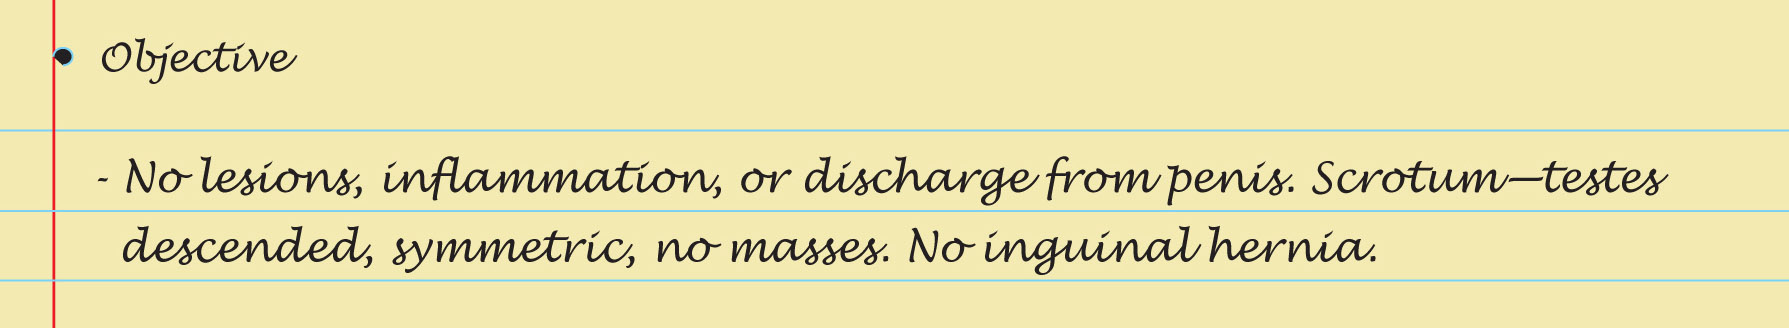 • Objective
- No lesions, inflammation, or discharge from penis. Scrotum—testes
descended, symmetric, no masses. No inguinal hernia.